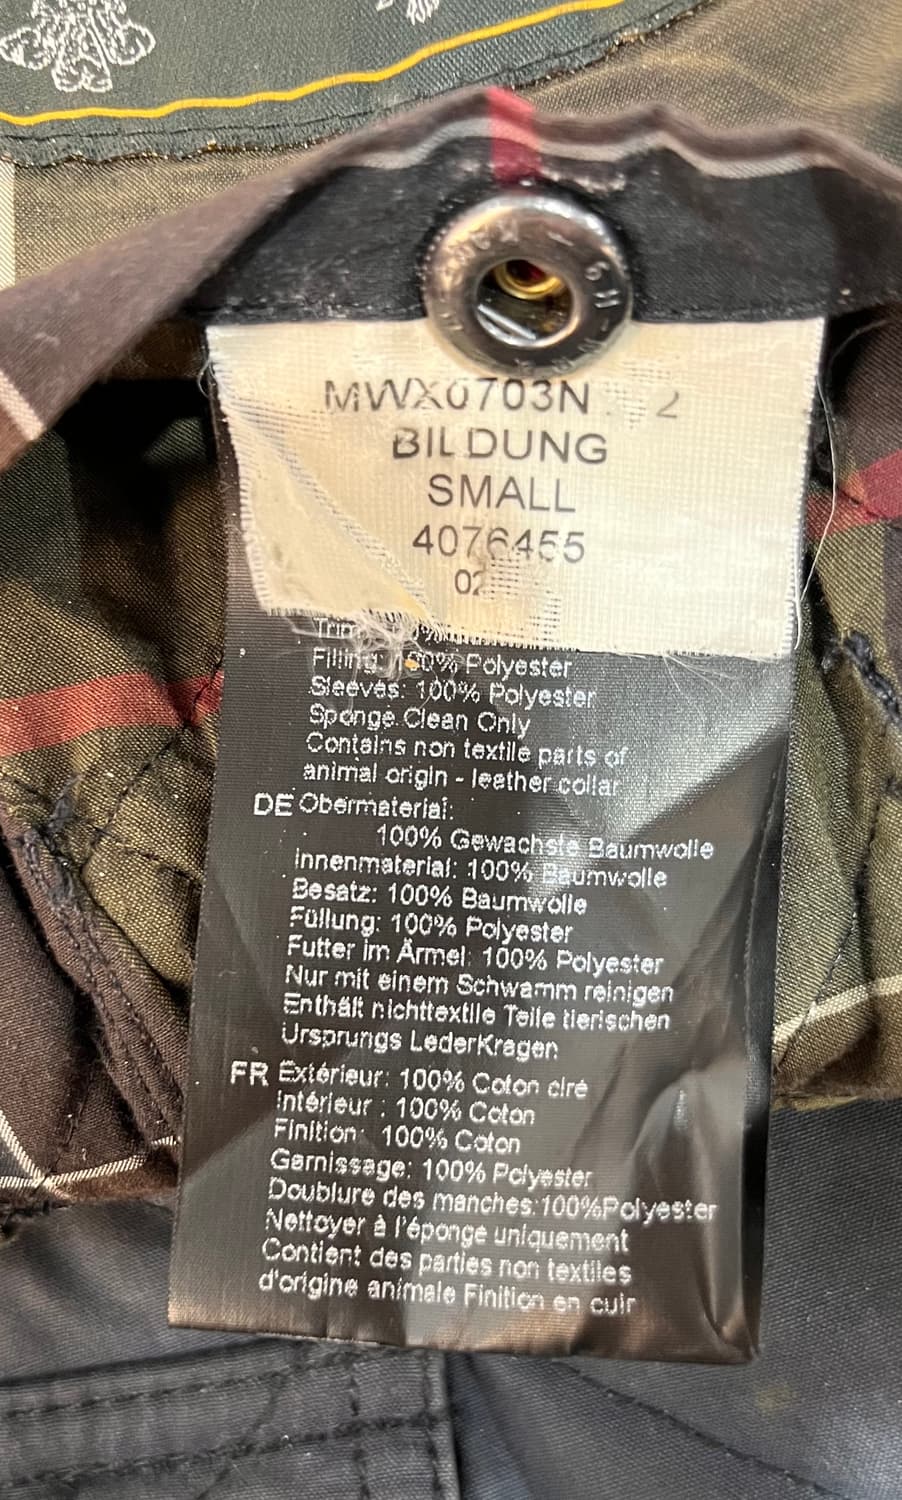 MWX0703N 2
BILDUNG
SMALL
4076455
02
Filling: 100% Polyester
Sleeves: 100% Polyester
Sponge Clean Only
Contains non textile parts of
animal origin - leather collar
DE Obermaterial:
100% Gewachste Baumwolle
Innenmaterial: 100% Baumwolle
Besatz: 100% Baumwolle
Füllung: 100% Polyester
Futter im Ärmel: 100% Polyester
Nur mit einem Schwamm reinigen
Enthält nichttextile Teile tierischen
Ursprungs LederKragen
FR Extérieur: 100% Coton ciré
Intérieur : 100% Coton
Finition: 100% Coton
Garnissage: 100% Polyester
Doublure des manches:100%Polyester
Nettoyer à l'éponge uniquement
Contient des parties non textiles
d'origine animale Finition en cuir